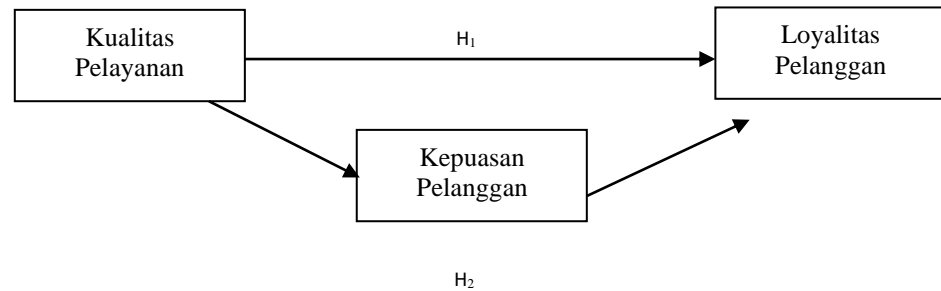 Kualitas
Pelayanan
H₁
Loyalitas
Pelanggan
Kepuasan
Pelanggan
H₂